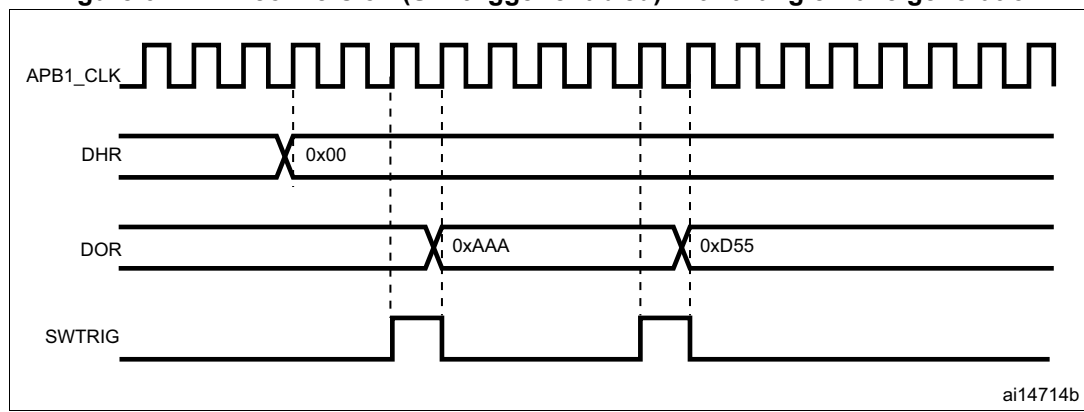 APB1_CLK
DHR
0x00
DOR
0xAAA
0xD55
SWTRIG
ai14714b